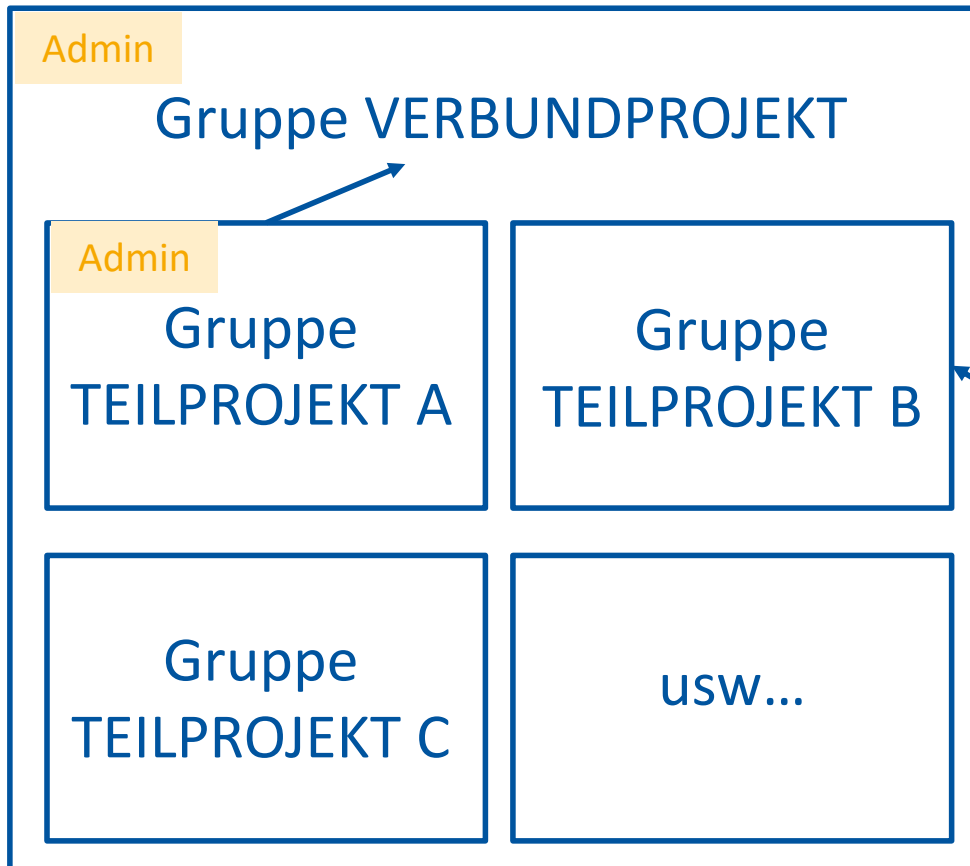 Admin
Gruppe VERBUNDPROJEKT
Admin
Gruppe
TEILPROJEKT A
Gruppe
TEILPROJEKT B
Gruppe
TEILPROJEKT C
usw…